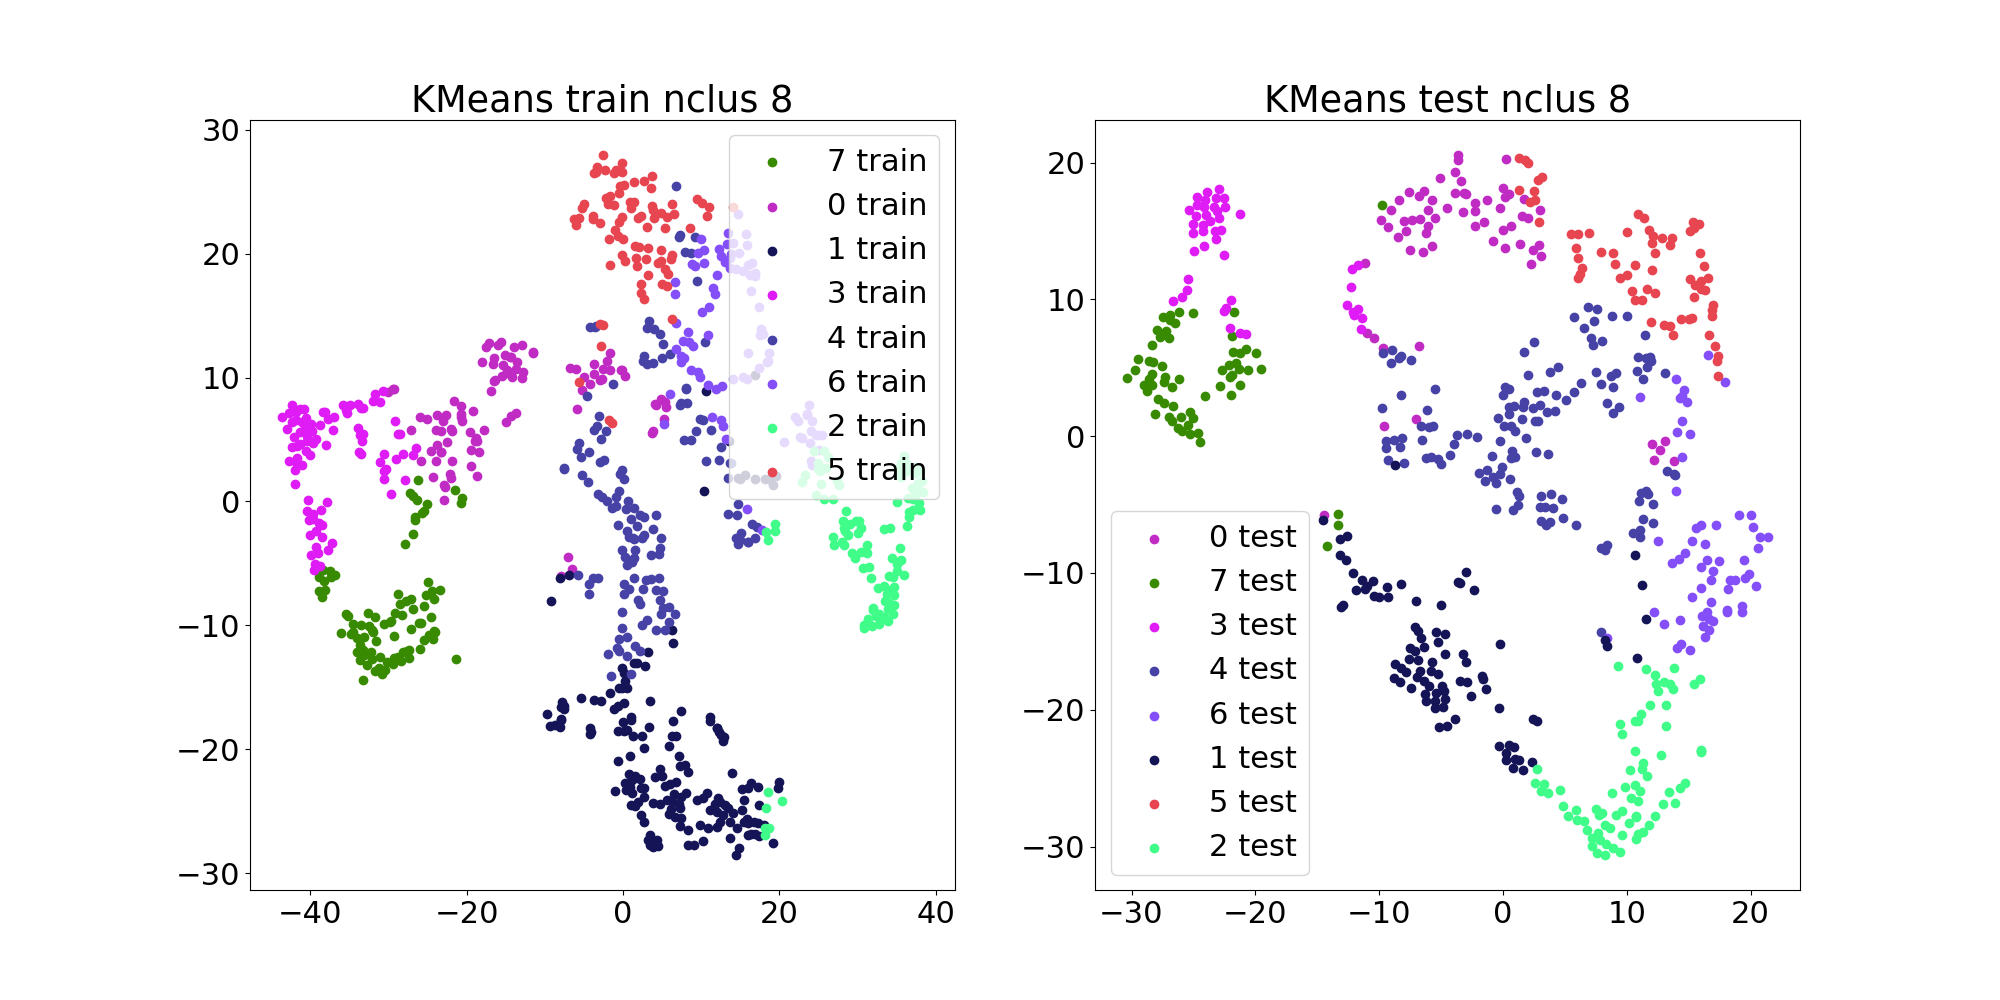 KMeans train nclus 8
30
20
10
0
−10
−20
−30
−40
−20
0
20
40
7 train
0 train
1 train
3 train
4 train
6 train
2 train
5 train
KMeans test nclus 8
20
10
0
−10
−20
−30
−30
−20
−10
0
10
20
0 test
7 test
3 test
4 test
6 test
1 test
5 test
2 test